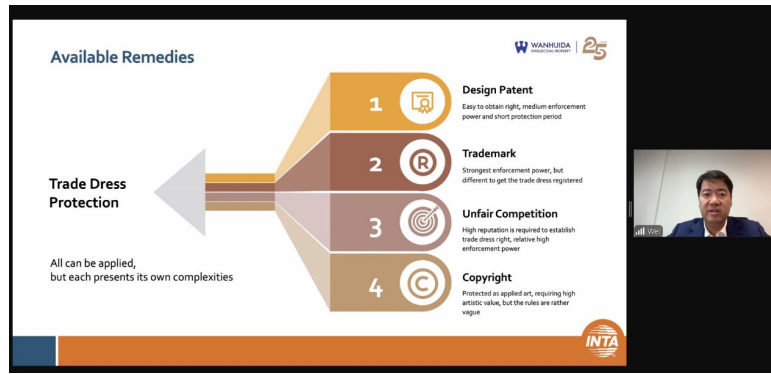 Available Remedies
WANHUIDA
INTELLECTUAL PROPERTY
25
1
Design Patent
Easy to obtain right, medium enforcement
power and short protection period
2
R
Trademark
Strongest enforcement power, but
different to get the trade dress registered
Trade Dress
Protection
3
Unfair Competition
High reputation is required to establish
trade dress right, relative high
enforcement power
All can be applied,
but each presents its own complexities
4
C
Copyright
Protected as applied art, requiring high
artistic value, but the rules are rather
vague
INTA
Wei